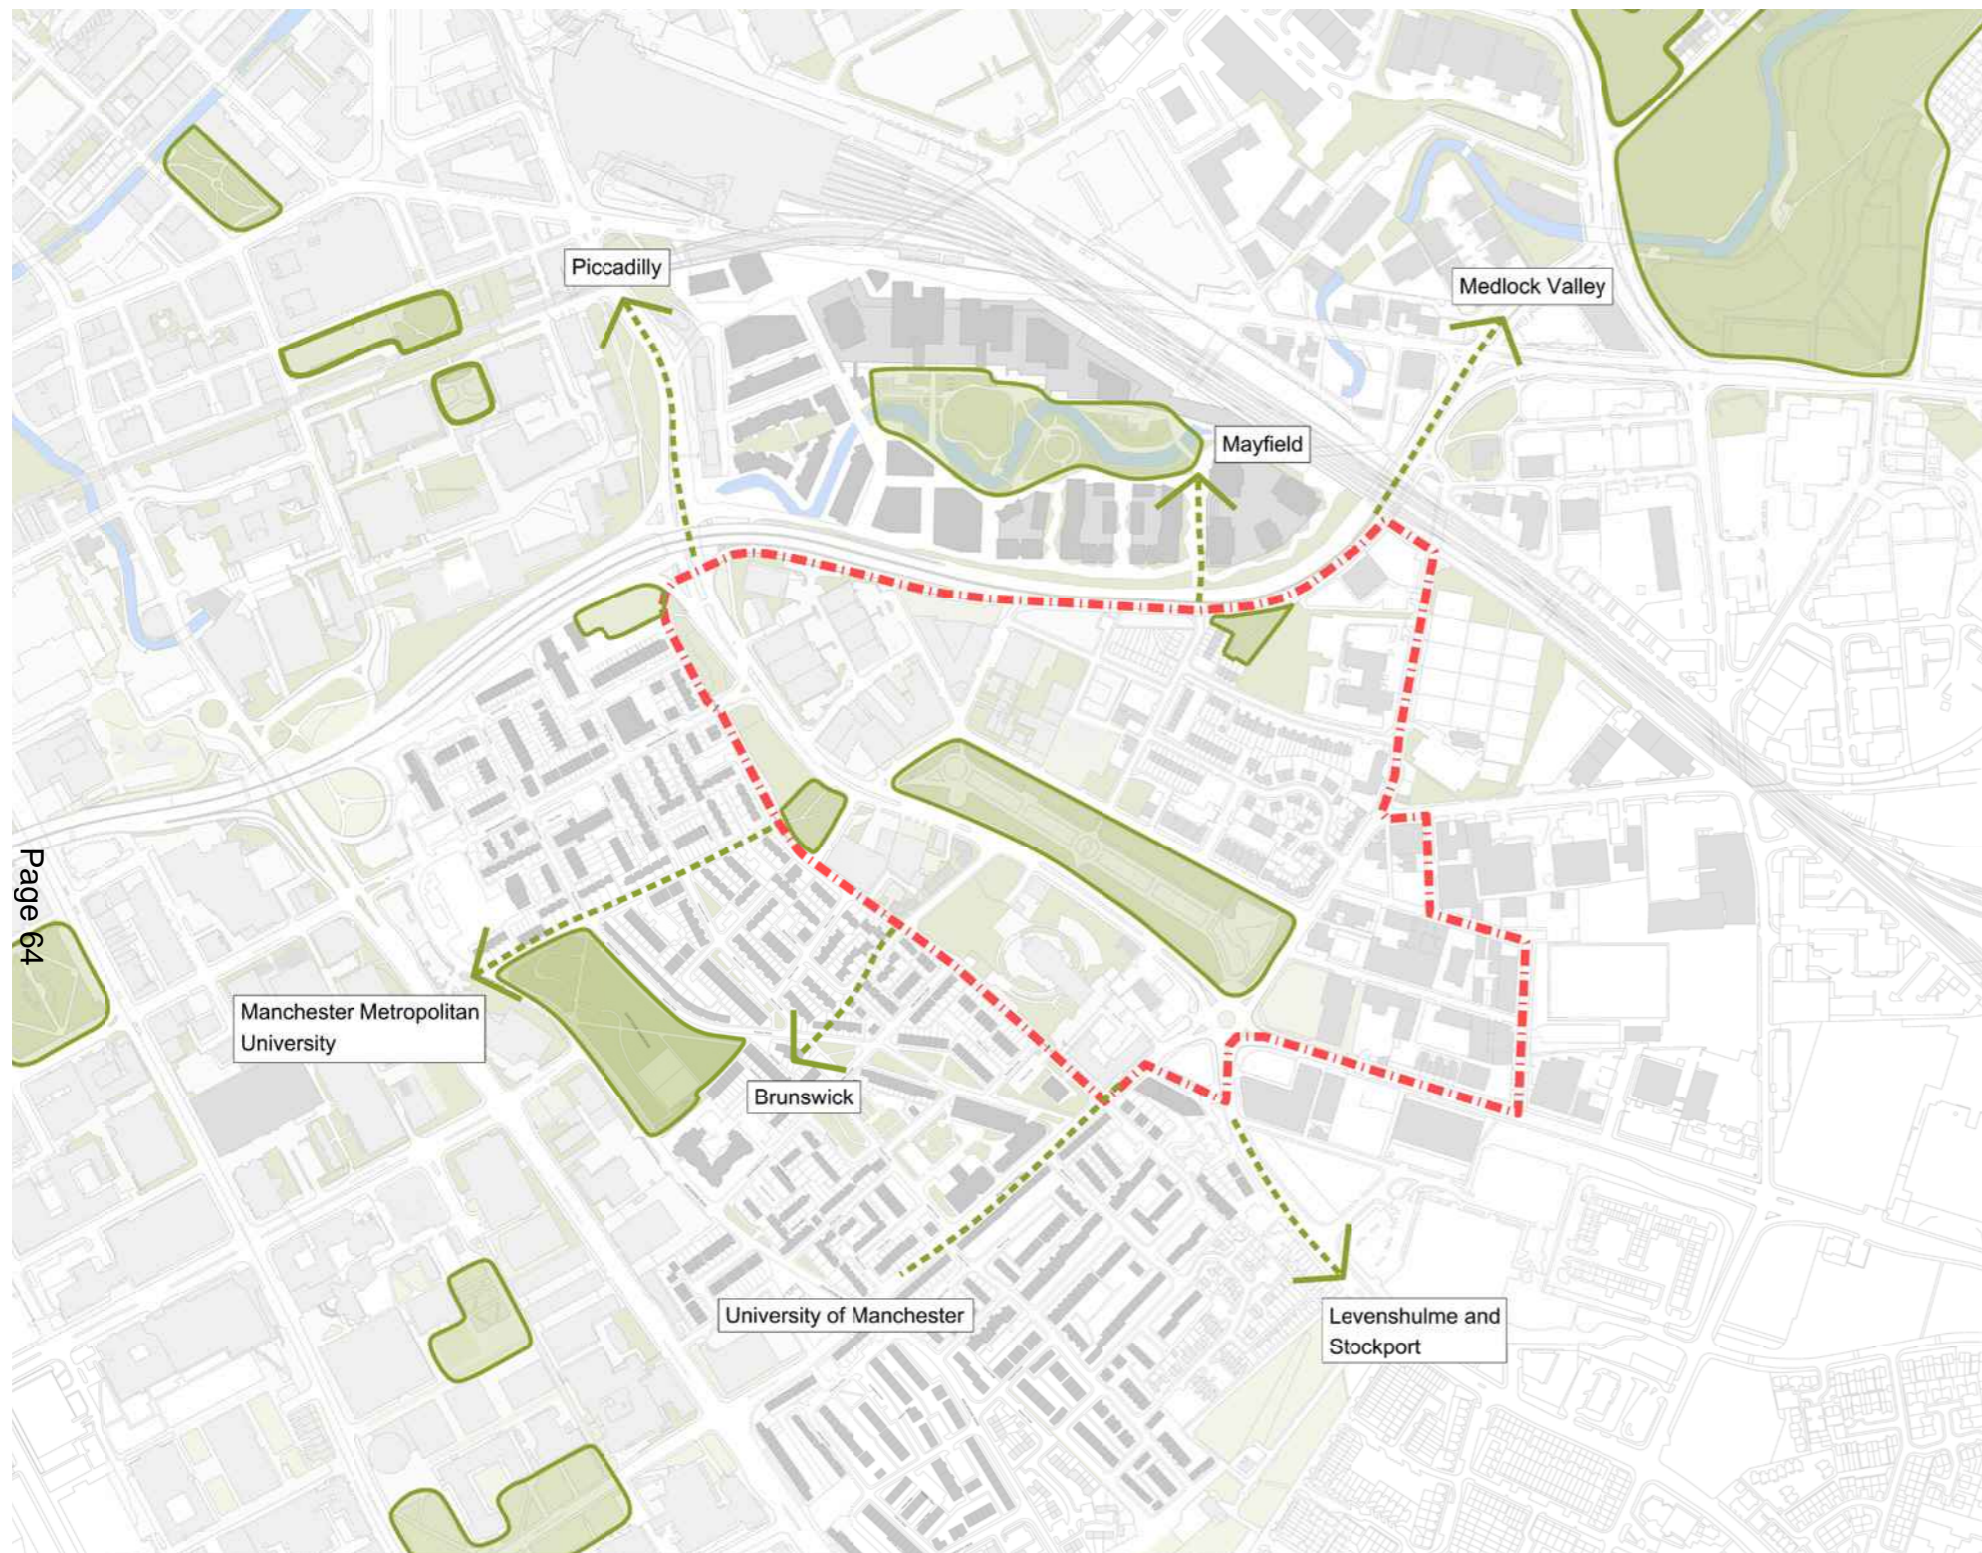 Piccadilly
Medlock Valley
Mayfield
Page 64
Manchester Metropolitan
University
Brunswick
University of Manchester
Levenshulme and
Stockport